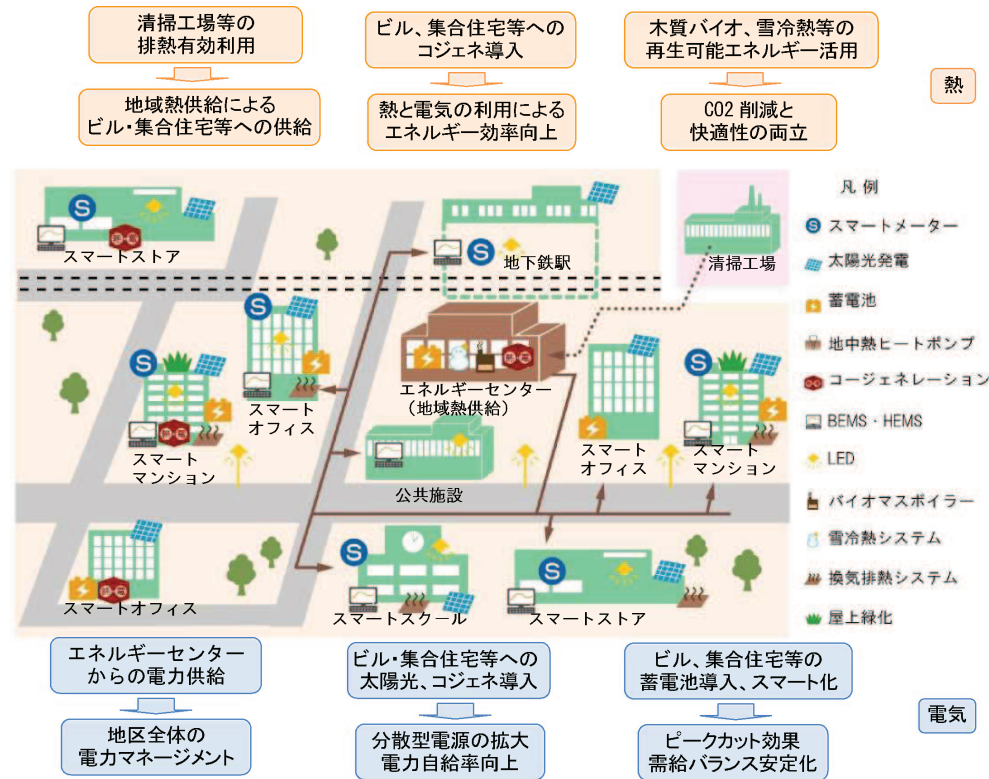 清掃工場等の
排熱有効利用
ビル、集合住宅等への
コジェネ導入
木質バイオ、雪冷熱等の
再生可能エネルギー活用
熱
地域熱供給による
ビル・集合住宅等への供給
熱と電気の利用による
エネルギー効率向上
CO2 削減と
快適性の両立
凡例
S スマートメーター
太陽光発電
蓄電池
地中熱ヒートポンプ
熱・電 コージェネレーション
BEMS・HEMS
LED
バイオマスボイラー
雪冷熱システム
換気排熱システム
屋上緑化
S
熱・電
スマートストア
S
地下鉄駅
清掃工場
S
スマート
オフィス
熱・電
エネルギーセンター
(地域熱供給)
スマート
オフィス
S
スマート
マンション
S
熱・電
スマート
マンション
公共施設
熱・電
スマートオフィス
S
スマートスクール
S
スマートストア
エネルギーセンター
からの電力供給
ビル・集合住宅等への
太陽光、コジェネ導入
ビル、集合住宅等の
蓄電池導入、スマート化
電気
地区全体の
電力マネージメント
分散型電源の拡大
電力自給率向上
ピークカット効果
需給バランス安定化